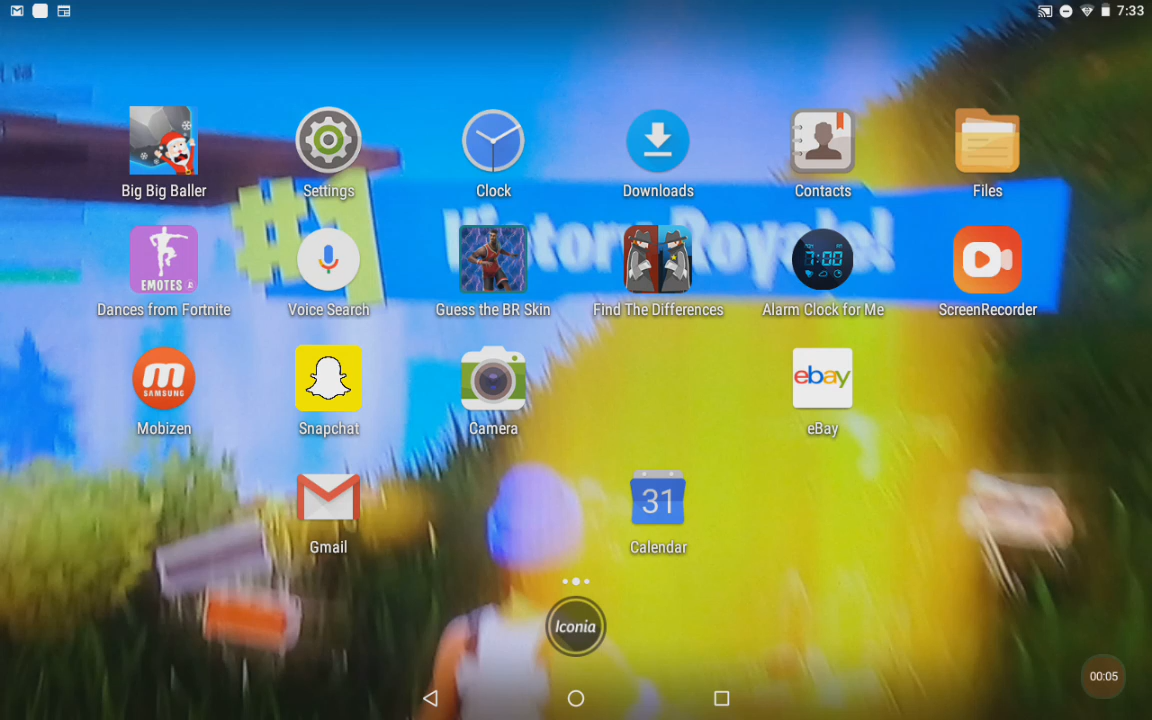 7:33
#1 Victory Royale!
Big Big Baller
Settings
Clock
Downloads
Contacts
Files
EMOTES
7:00
Dances from Fortnite
Voice Search
Guess the BR Skin
Find The Differences
Alarm Clock for Me
ScreenRecorder
m
SAMSUNG
ebay
Mobizen
Snapchat
Camera
eBay
31
Gmail
Calendar
Iconia
00:05